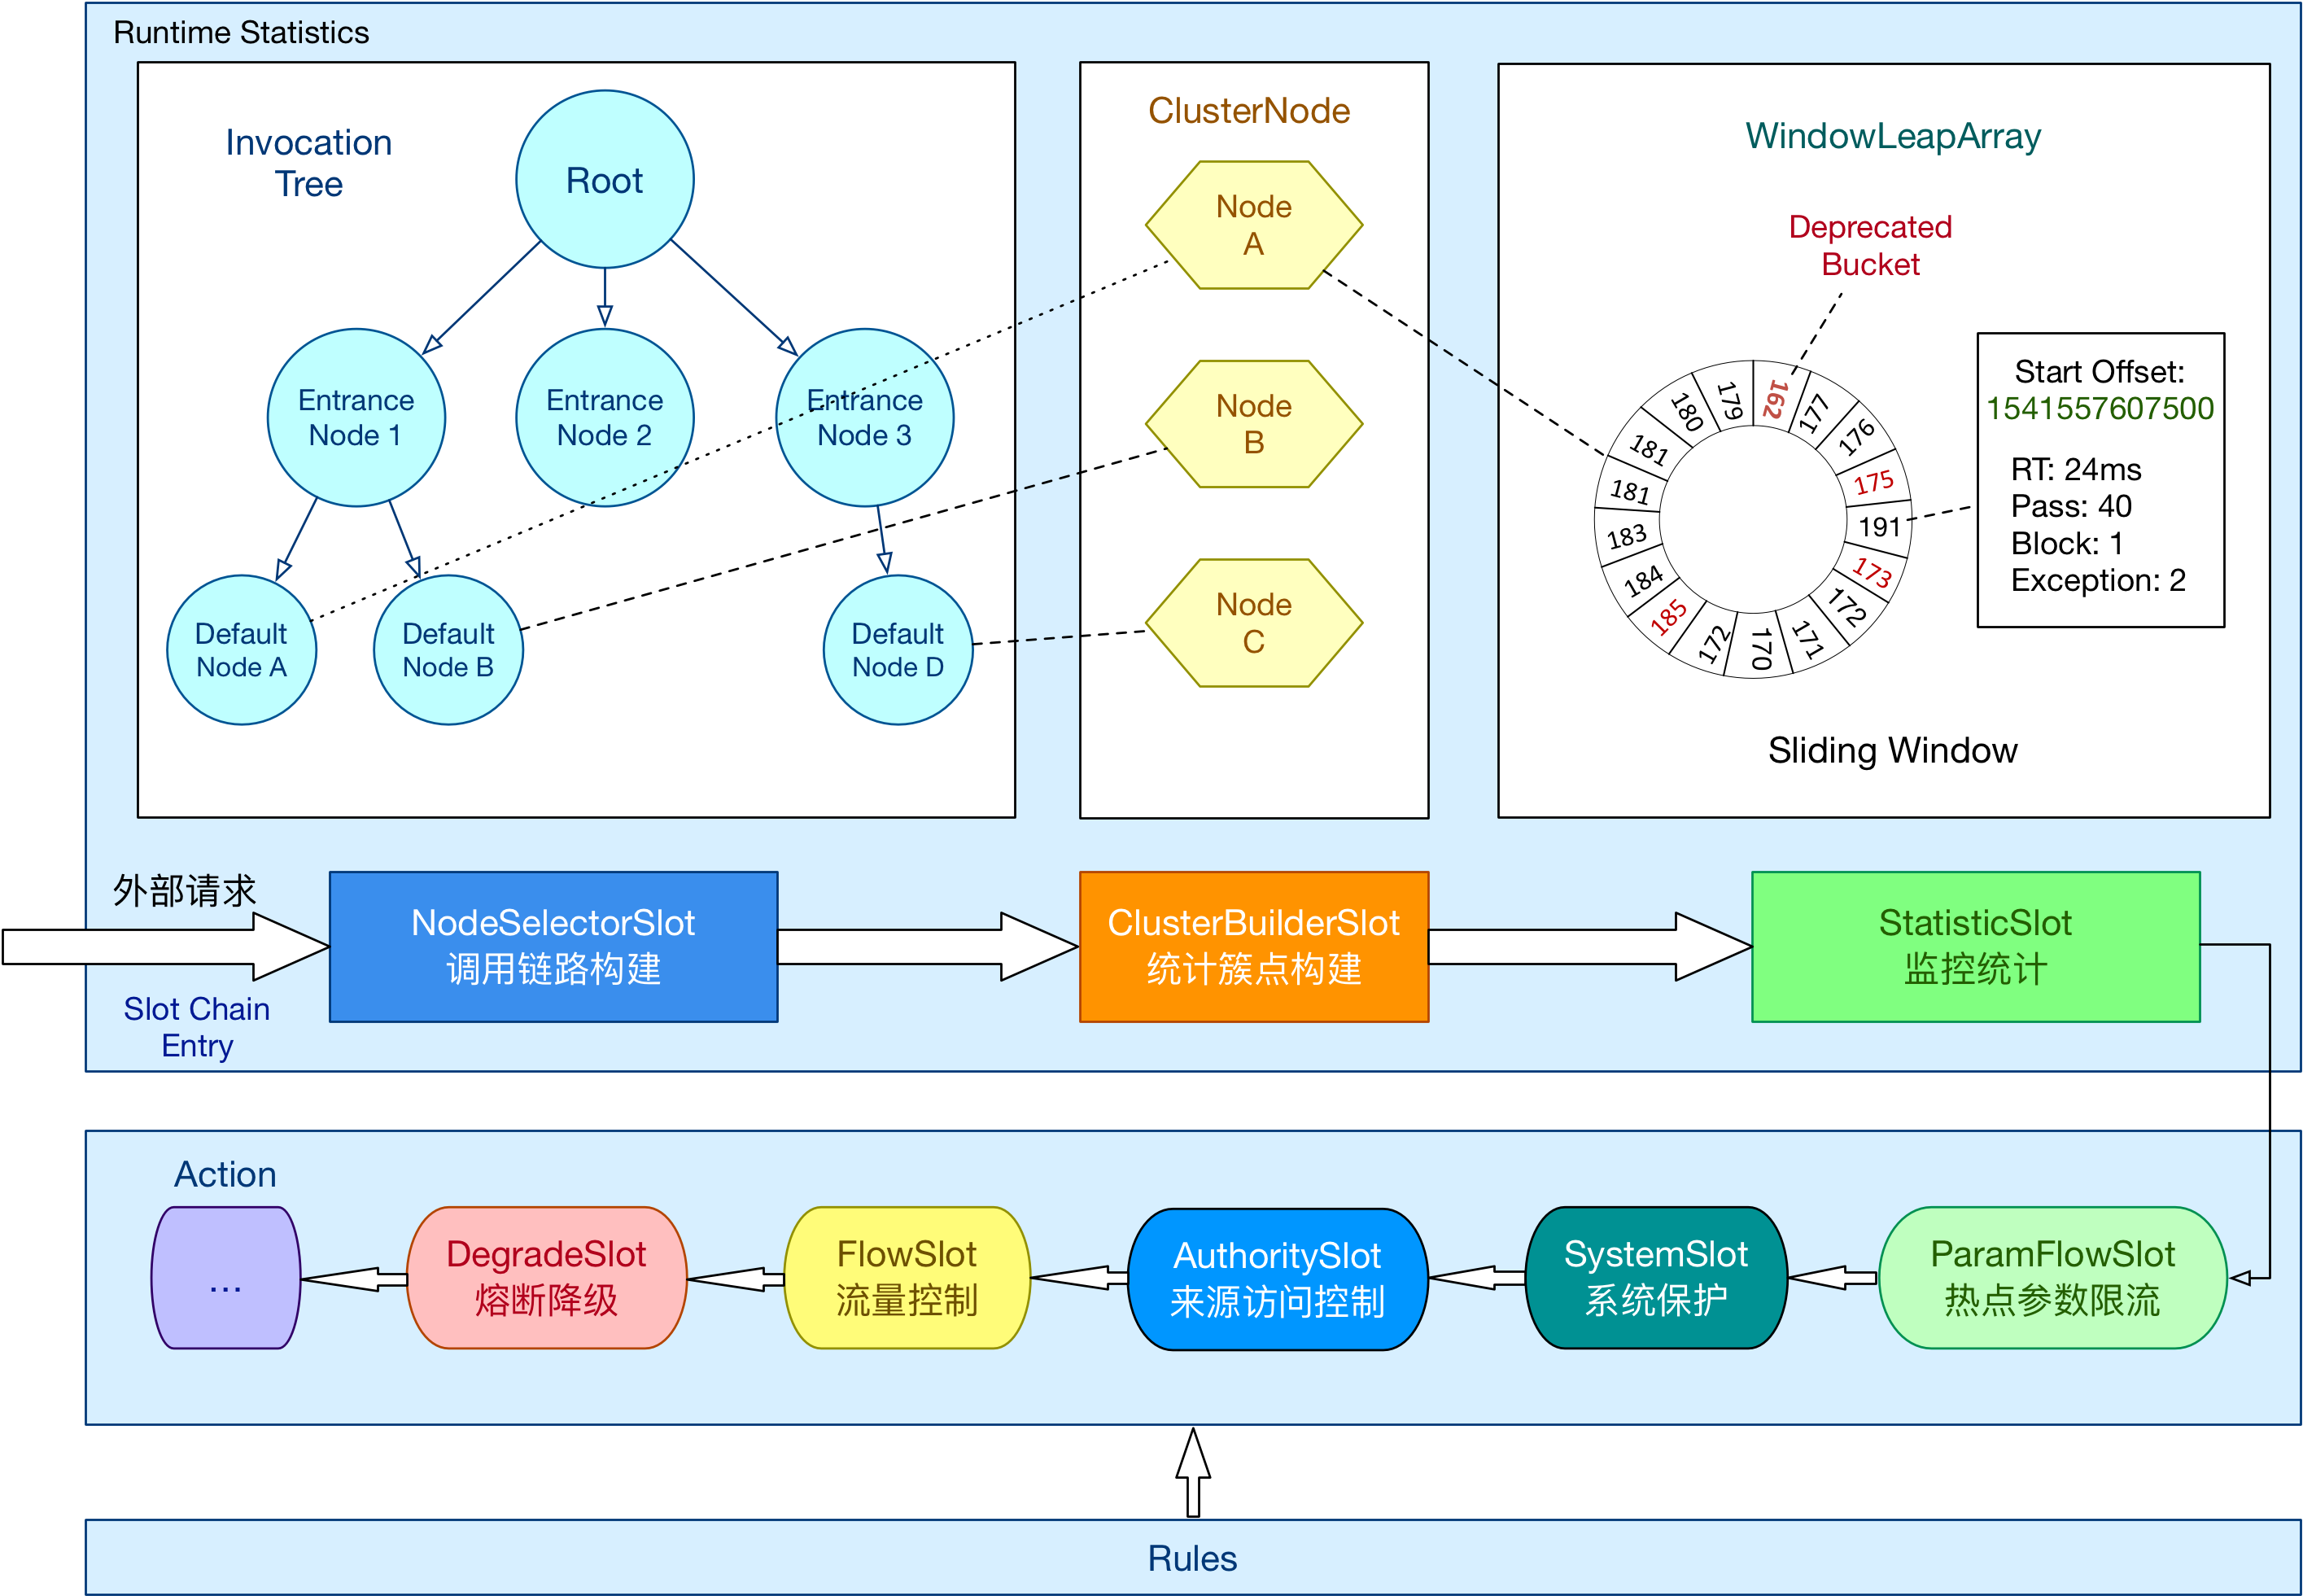 Runtime Statistics
Invocation
Tree
Root
Entrance
Node 1
Entrance
Node 2
Entrance
Node 3
Default
Node A
Default
Node B
Default
Node D
ClusterNode
Node
A
Node
B
Node
C
WindowLeapArray
Deprecated
Bucket
162
177
176
175
191
173
172
171
170
172
185
184
183
181
181
180
179
Start Offset:
1541557607500
RT: 24ms
Pass: 40
Block: 1
Exception: 2
Sliding Window
外部请求
Slot Chain
Entry
NodeSelectorSlot
调用链路构建
ClusterBuilderSlot
统计簇点构建
StatisticSlot
监控统计
Action
...
DegradeSlot
熔断降级
FlowSlot
流量控制
AuthoritySlot
来源访问控制
SystemSlot
系统保护
ParamFlowSlot
热点参数限流
Rules